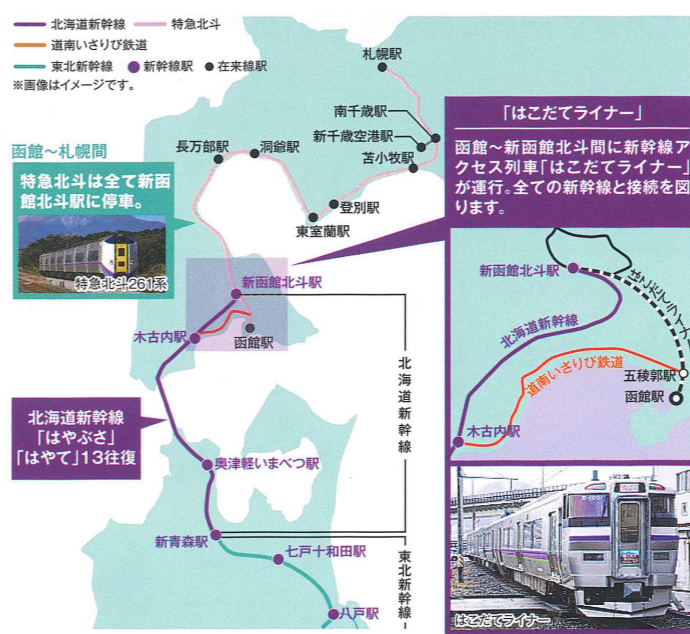 北海道新幹線
特急北斗
道南いさりび鉄道
東北新幹線
新幹線駅
在来線駅
※画像はイメージです。
函館〜札幌間
特急北斗は全て新函
館北斗駅に停車。
特急北斗261系
札幌駅
南千歳駅
新千歳空港駅
苫小牧駅
長万部駅
洞爺駅
登別駅
東室蘭駅
新函館北斗駅
木古内駅
函館駅
北海道新幹線
「はやぶさ」
「はやて」13往復
奥津軽いまべつ駅
新青森駅
七戸十和田駅
八戸駅
北海道新幹線
東北新幹線
「はこだてライナー」
函館〜新函館北斗間に新幹線ア
クセス列車「はこだてライナー」
が運行。全ての新幹線と接続を図
ります。
新函館北斗駅
はこだてライナー
北海道新幹線
道南いさりび鉄道
五稜郭駅
函館駅
木古内駅
はこだてライナー